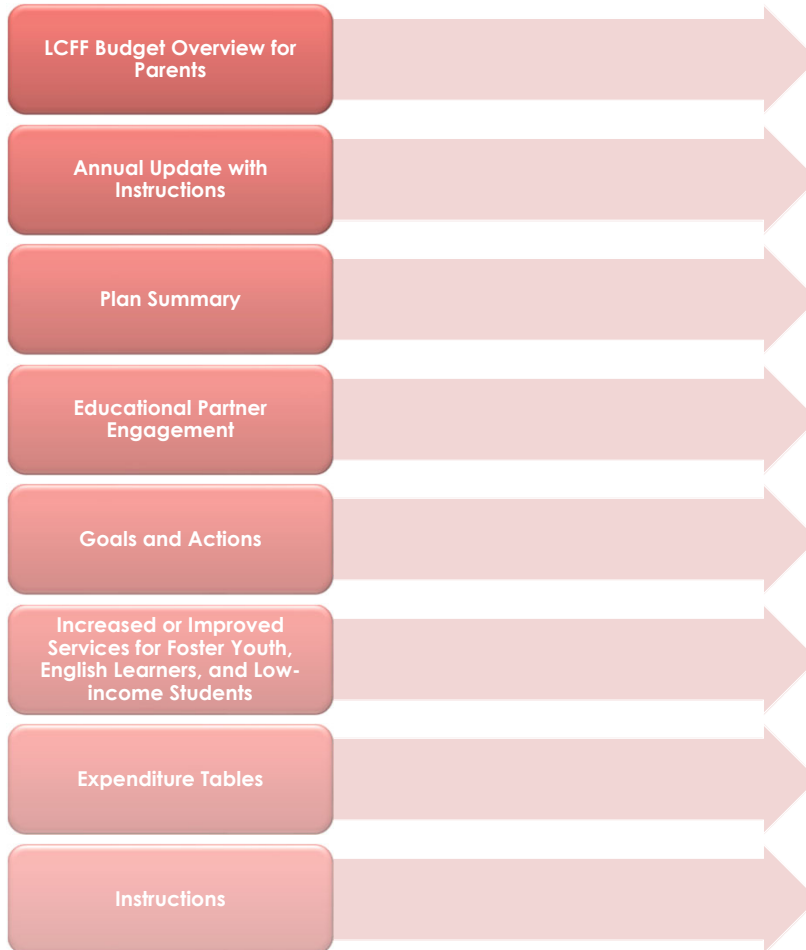 LCFF Budget Overview for
Parents
Annual Update with
Instructions
Plan Summary
Educational Partner
Engagement
Goals and Actions
Increased or Improved
Services for Foster Youth,
English Learners, and Low-
income Students
Expenditure Tables
Instructions